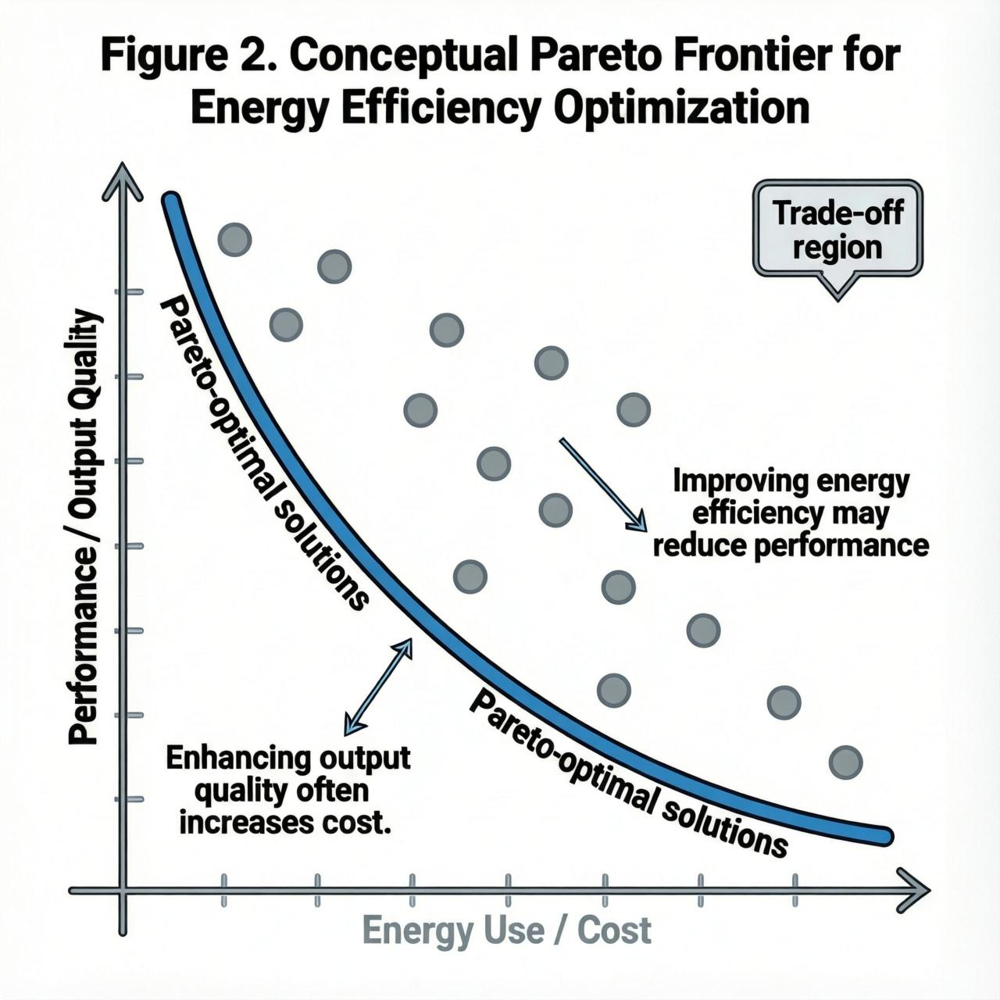 Figure 2. Conceptual Pareto Frontier for
Energy Efficiency Optimization
Trade-off
region
Performance / Output Quality
Pareto-optimal solutions
Improving energy
efficiency may
reduce performance
Pareto-optimal solutions
Enhancing output
quality often
increases cost.
Energy Use / Cost